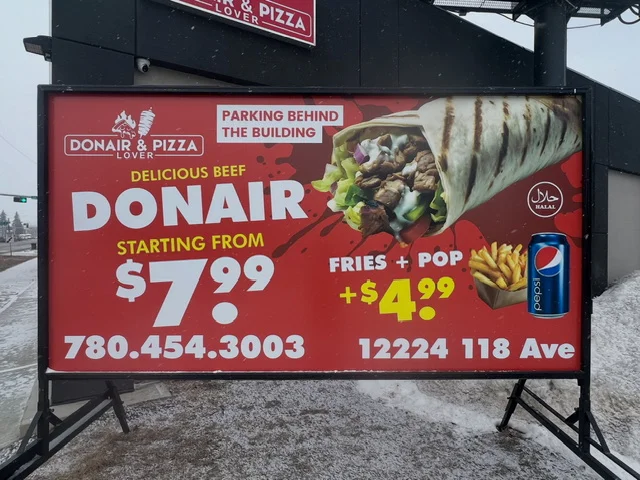 R & PIZZA
LOVER
DONAIR & PIZZA
LOVER
PARKING BEHIND
THE BUILDING
DELICIOUS BEEF
DONAIR
STARTING FROM
$7.99
780.454.3003
حلال
HALAL
FRIES + POP
+$4.99
pepsi
12224 118 Ave